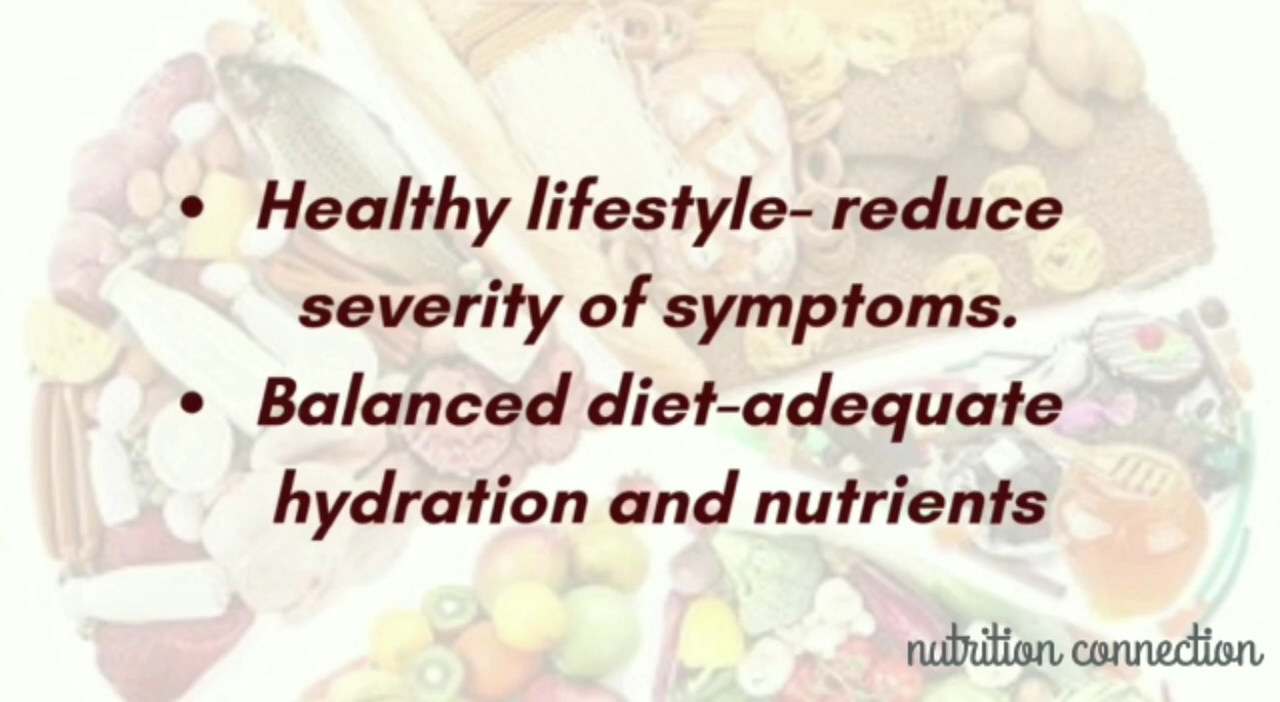 • Healthy lifestyle- reduce
severity of symptoms.
• Balanced diet-adequate
hydration and nutrients
nutrition connection